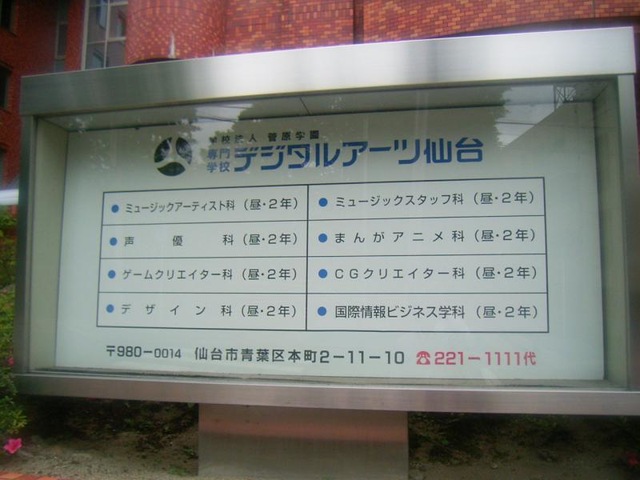 学校法人 菅原学園
専門学校 デジタルアーツ仙台
● ミュージックアーティスト科 (昼・2年)
● ミュージックスタッフ科 (昼・2年)
● 声優科 (昼・2年)
● まんがアニメ科 (昼・2年)
● ゲームクリエイター科 (昼・2年)
● CGクリエイター科 (昼・2年)
● デザイン科 (昼・2年)
● 国際情報ビジネス学科 (昼・2年)
〒980-0014 仙台市青葉区本町2-11-10 ☎221-1111代